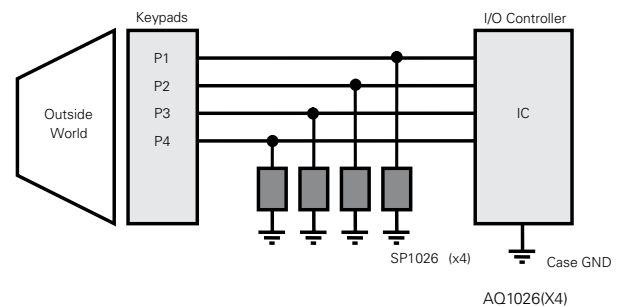 Keypads
I/O Controller
P1
P2
P3
P4
Outside
World
IC
SP1026 (x4)
Case GND
AQ1026(X4)